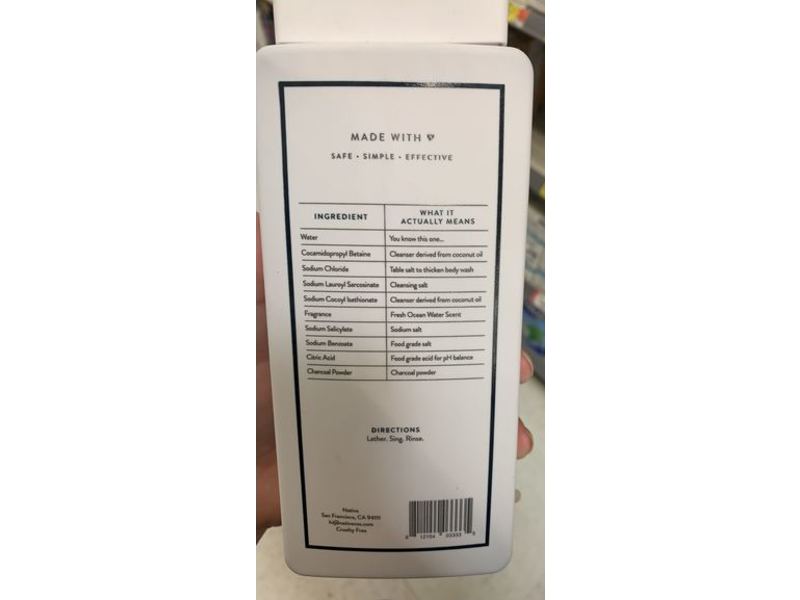 MADE WITH
SAFE • SIMPLE • EFFECTIVE
INGREDIENT WHAT IT ACTUALLY MEANS
Water You know this one...
Cocamidopropyl Betaine Cleanser derived from coconut oil
Sodium Chloride Table salt to thicken body wash
Sodium Lauroyl Sarcosinate Cleansing salt
Sodium Cocoyl Isethionate Cleanser derived from coconut oil
Fragrance Fresh Ocean Water Scent
Sodium Salicylate Sodium salt
Sodium Benzoate Food grade salt
Citric Acid Food grade acid for pH balance
Charcoal Powder Charcoal powder
DIRECTIONS
Lather. Sing. Rinse.
Native
San Francisco, CA 94111
Cruelty Free